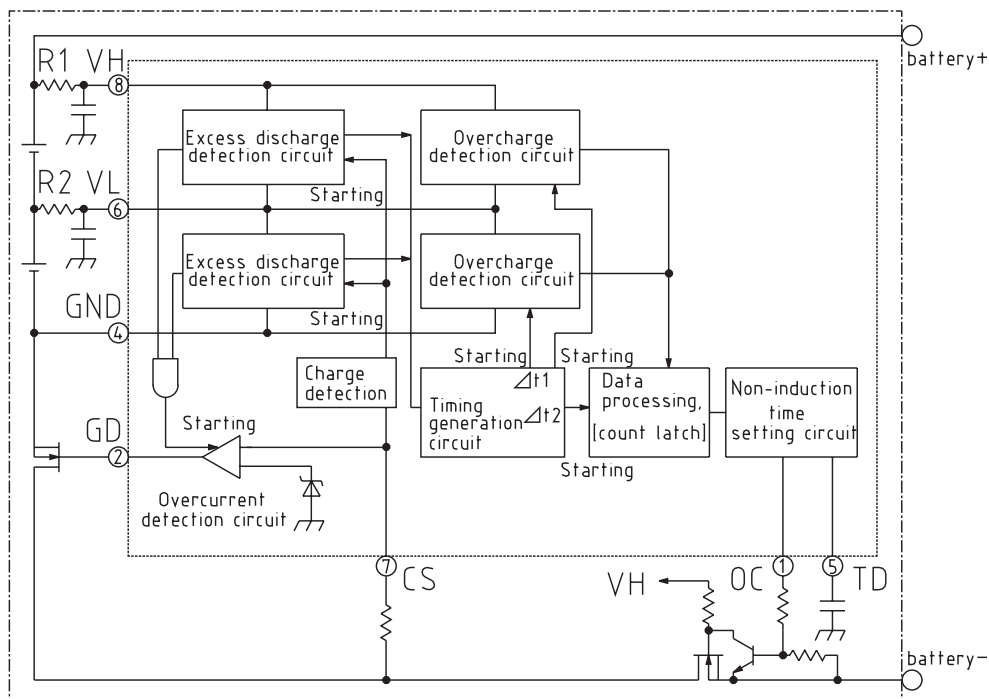 battery+
R1 VH
8
Excess discharge
detection circuit
Overcharge
detection circuit
Starting
R2 VL
6
Excess discharge
detection circuit
Overcharge
detection circuit
Starting
GND
4
Starting
Starting
Charge
detection
Timing
generation
circuit
⊿t1
⊿t2
Data
processing,
[count latch]
Non-induction
time
setting circuit
Starting
GD
2
Starting
Overcurrent
detection circuit
7
CS
VH
OC
1
5
TD
battery-